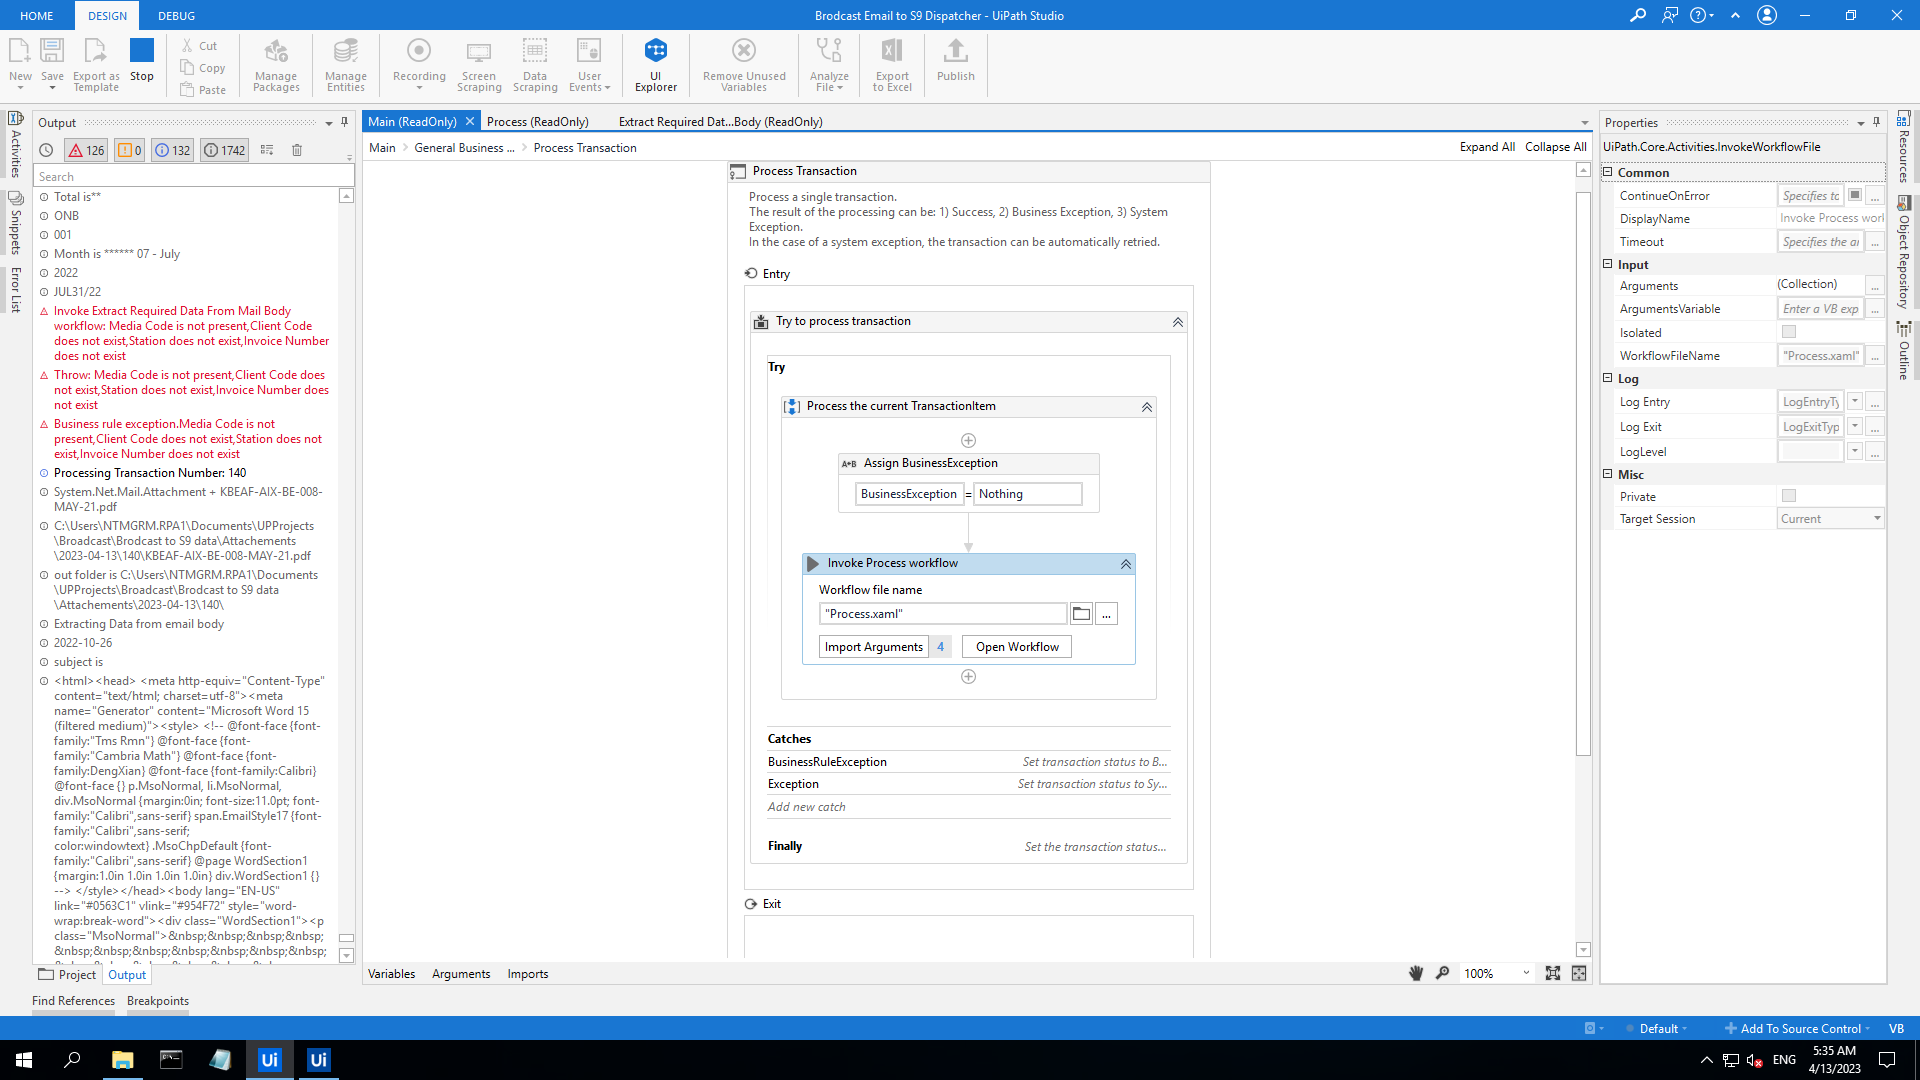 HOME
DESIGN
DEBUG
Brodcast Email to S9 Dispatcher - UiPath Studio
New
Save
Export as Template
Stop
Cut
Copy
Paste
Manage Packages
Manage Entities
Recording
Screen Scraping
Data Scraping
User Events
UI Explorer
Remove Unused Variables
Analyze File
Export to Excel
Publish
Activities
Snippets
Error List
Output
126
0
132
1742
Search
Total is**
ONB
001
Month is ****** 07 - July
2022
JUL31/22
Invoke Extract Required Data From Mail Body
workflow: Media Code is not present,Client Code
does not exist,Station does not exist,Invoice Number
does not exist
Throw: Media Code is not present,Client Code does
not exist,Station does not exist,Invoice Number does
not exist
Business rule exception.Media Code is not
present,Client Code does not exist,Station does not
exist,Invoice Number does not exist
Processing Transaction Number: 140
System.Net.Mail.Attachment + KBEAF-AIX-BE-008-
MAY-21.pdf
C:\Users\NTMGRM.RPA1\Documents\UPProjects
\Broadcast\Brodcast to S9 data\Attachements
\2023-04-13\140\KBEAF-AIX-BE-008-MAY-21.pdf
out folder is C:\Users\NTMGRM.RPA1\Documents
\UPProjects\Broadcast\Brodcast to S9 data
\Attachements\2023-04-13\140\
Extracting Data from email body
2022-10-26
subject is
<html><head> <meta http-equiv="Content-Type"
content="text/html; charset=utf-8"><meta
name="Generator" content="Microsoft Word 15
(filtered medium)"><style> <!-- @font-face {font-
family:"Tms Rmn"} @font-face {font-
family:"Cambria Math"} @font-face {font-
family:DengXian} @font-face {font-family:Calibri}
@font-face {} p.MsoNormal, li.MsoNormal,
div.MsoNormal {margin:0in; font-size:11.0pt; font-
family:"Calibri",sans-serif} span.EmailStyle17 {font-
family:"Calibri",sans-serif;
color:windowtext} .MsoChpDefault {font-
family:"Calibri",sans-serif} @page WordSection1
{margin:1.0in 1.0in 1.0in 1.0in} div.WordSection1 {}
--> </style></head><body lang="EN-US"
link="#0563C1" vlink="#954F72" style="word-
wrap:break-word"><div class="WordSection1"><p
class="MsoNormal">&nbsp;&nbsp;&nbsp;&nbsp;
&nbsp;&nbsp;&nbsp;&nbsp;&nbsp;&nbsp;&nbsp;
Project
Output
Find References
Breakpoints
Main (ReadOnly)
Process (ReadOnly)
Extract Required Dat...Body (ReadOnly)
Main
General Business ...
Process Transaction
Expand All
Collapse All
Process Transaction
Process a single transaction.
The result of the processing can be: 1) Success, 2) Business Exception, 3) System
Exception.
In the case of a system exception, the transaction can be automatically retried.
Entry
Try to process transaction
Try
Process the current TransactionItem
A*B Assign BusinessException
BusinessException = Nothing
Invoke Process workflow
Workflow file name
"Process.xaml"
...
Import Arguments 4
Open Workflow
Catches
BusinessRuleException
Set transaction status to B...
Exception
Set transaction status to Sy...
Add new catch
Finally
Set the transaction status...
Exit
Variables
Arguments
Imports
100%
Properties
UiPath.Core.Activities.InvokeWorkflowFile
Common
ContinueOnError
Specifies to
...
DisplayName
Invoke Process worl
Timeout
Specifies the ar
...
Input
Arguments
(Collection)
...
ArgumentsVariable
Enter a VB exp
...
Isolated
WorkflowFileName
"Process.xaml"
...
Log
Log Entry
LogEntryTy
...
Log Exit
LogExitTyp
...
LogLevel
...
Misc
Private
Target Session
Current
Resources
Object Repository
Outline
Default
Add To Source Control
VB
Ui
Ui
ENG
5:35 AM
4/13/2023